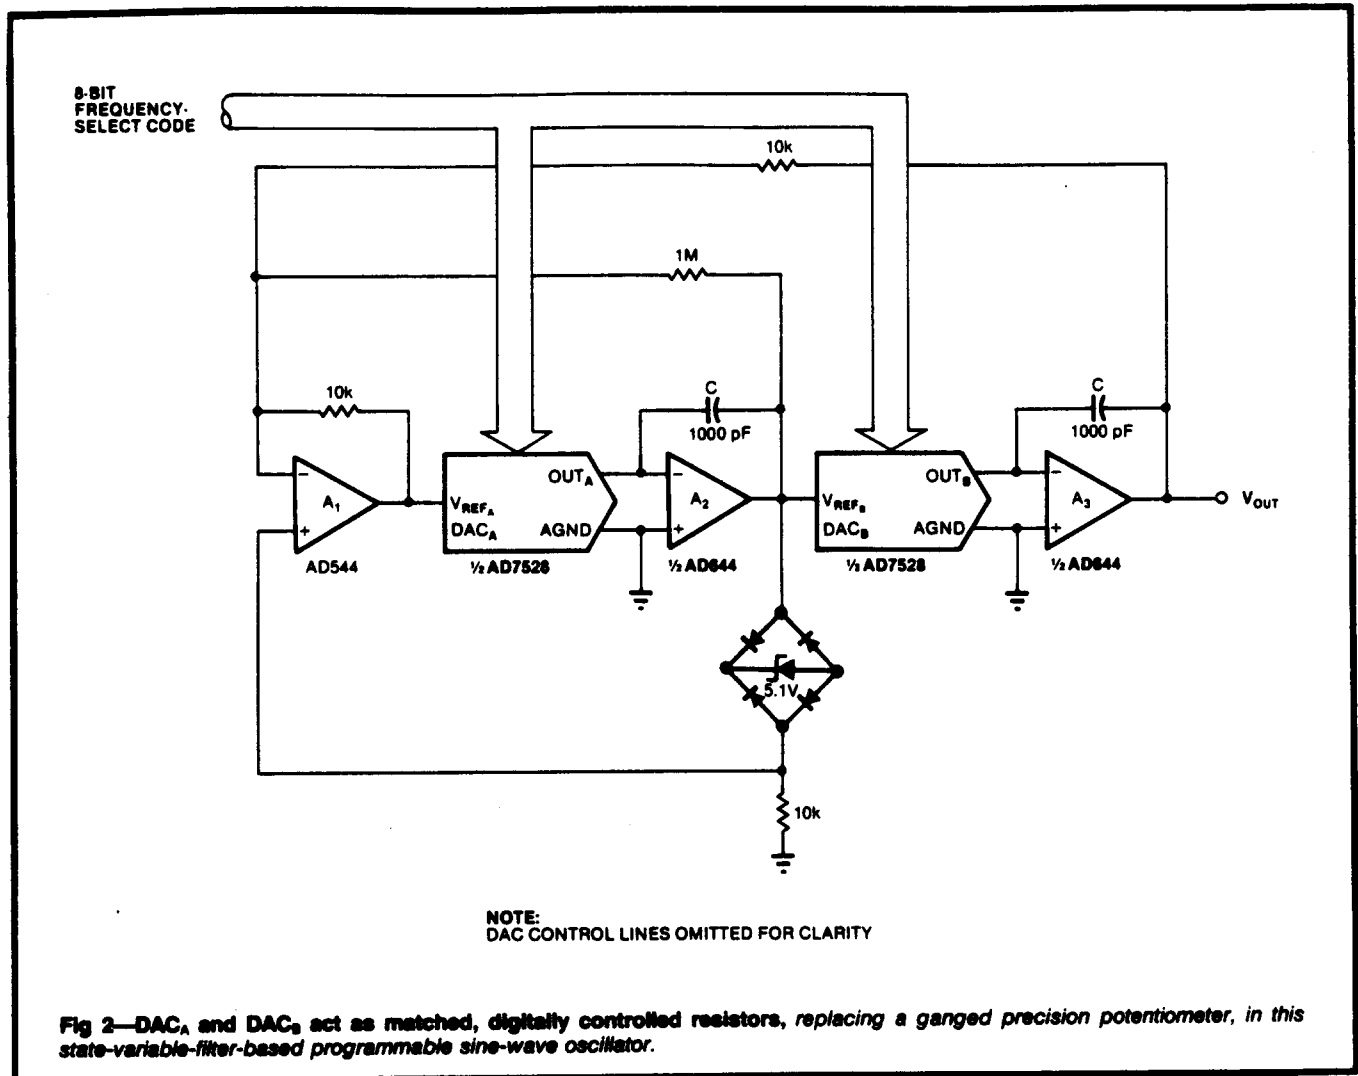 8-BIT
FREQUENCY-
SELECT CODE
10k
1M
10k
C
1000 pF
C
1000 pF
−
A1
+
AD544
VREFA
DACA
OUTA
AGND
½ AD7528
−
A2
+
½ AD644
VREFB
DACB
OUTB
AGND
½ AD7528
−
A3
+
½ AD644
VOUT
5.1V
10k
NOTE:
DAC CONTROL LINES OMITTED FOR CLARITY
Fig 2—DACA and DACB act as matched, digitally controlled resistors, replacing a ganged precision potentiometer, in this
state-variable-filter-based programmable sine-wave oscillator.